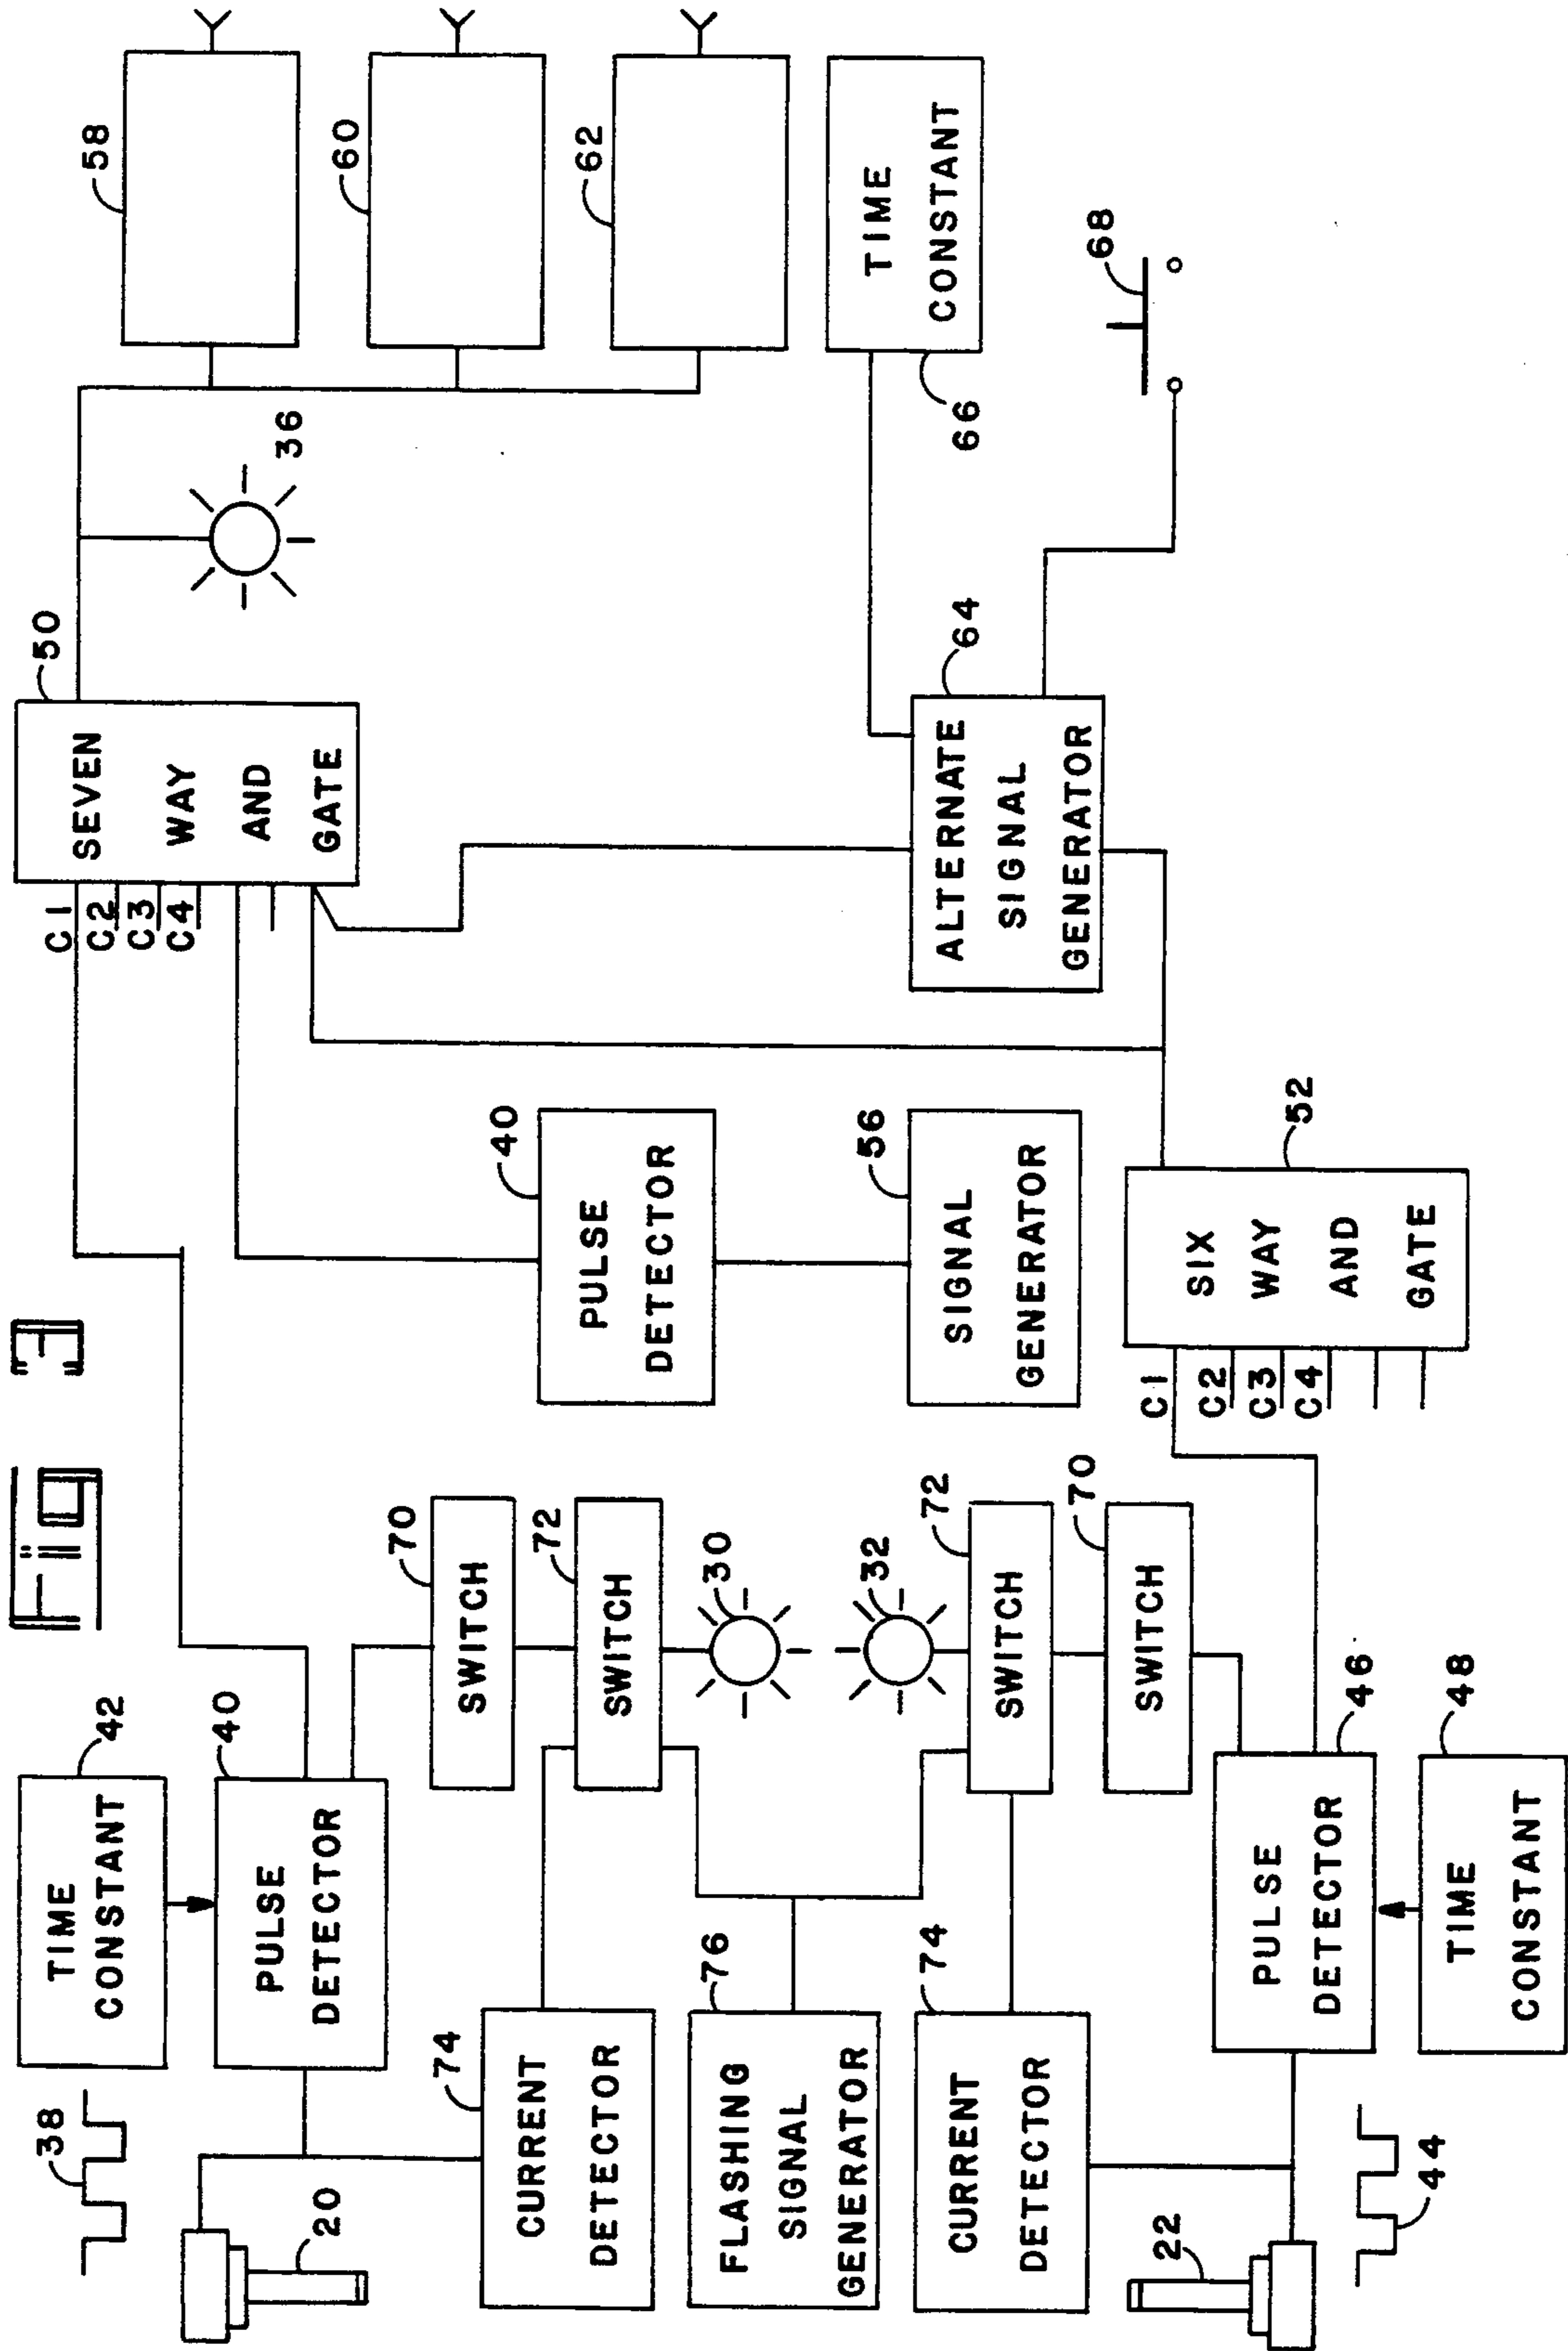 Fig 3
38
TIME
CONSTANT
42
PULSE
DETECTOR
40
20
CURRENT
DETECTOR
74
SWITCH
70
SWITCH
72
30
FLASHING
SIGNAL
GENERATOR
76
32
CURRENT
DETECTOR
74
SWITCH
72
SWITCH
70
22
44
PULSE
DETECTOR
46
TIME
CONSTANT
48
C1
C2
C3
C4
SEVEN
WAY
AND
GATE
50
PULSE
DETECTOR
40
SIGNAL
GENERATOR
56
C1
C2
C3
C4
SIX
WAY
AND
GATE
52
36
58
60
62
ALTERNATE
SIGNAL
GENERATOR
64
TIME
CONSTANT
66
68